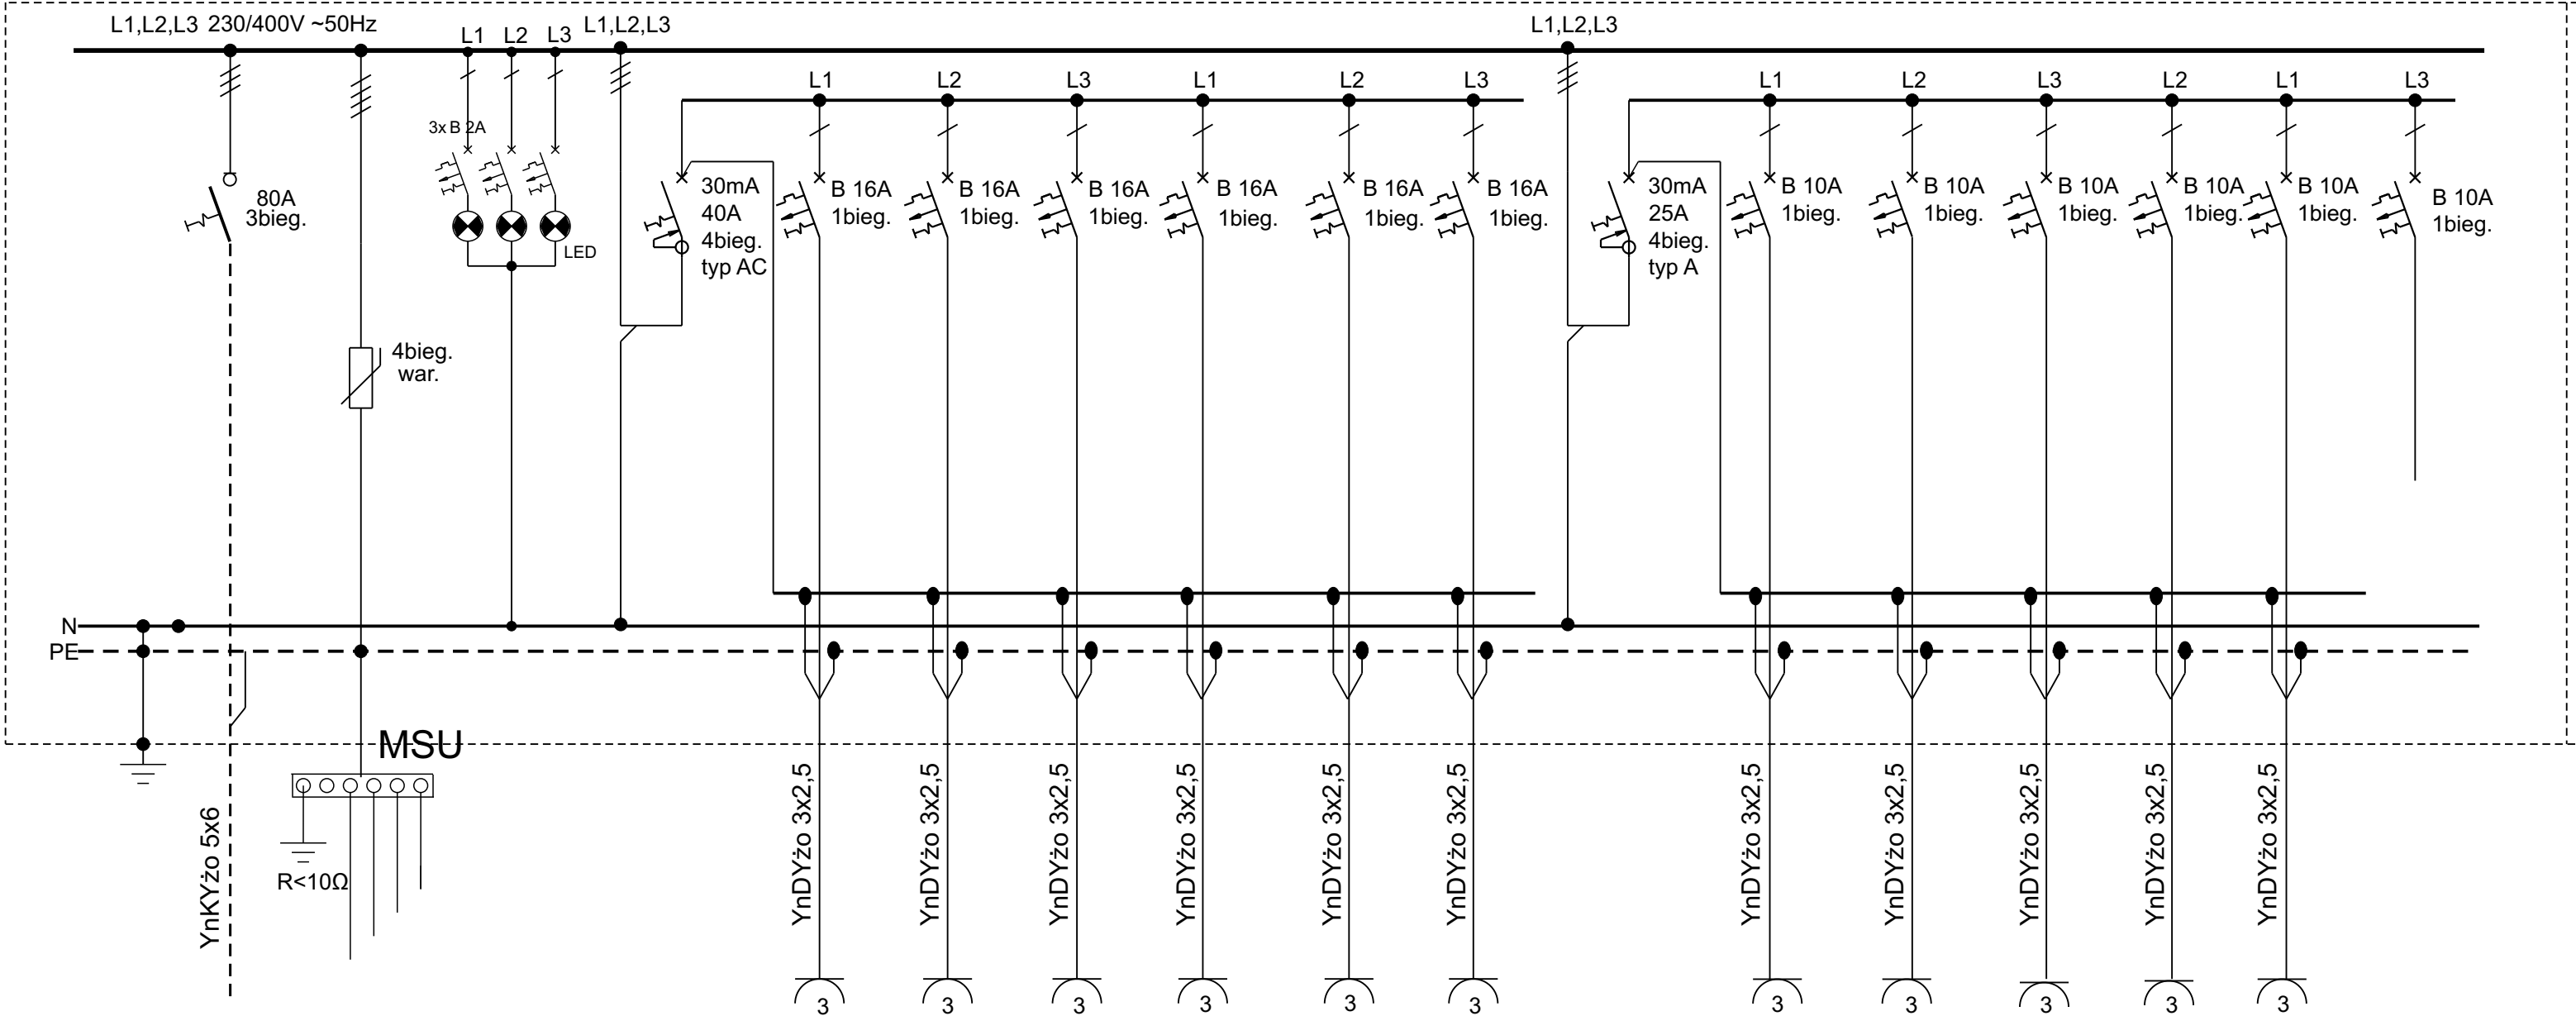 L1,L2,L3 230/400V ~50Hz
L1 L2 L3
L1,L2,L3
L1,L2,L3
L1 L2 L3 L1 L2 L3
L1 L2 L3 L2 L1 L3
3x B 2A
80A
3bieg.
LED
4bieg.
war.
30mA
40A
4bieg.
typ AC
B 16A
1bieg.
B 16A
1bieg.
B 16A
1bieg.
B 16A
1bieg.
B 16A
1bieg.
B 16A
1bieg.
30mA
25A
4bieg.
typ A
B 10A
1bieg.
B 10A
1bieg.
B 10A
1bieg.
B 10A
1bieg.
B 10A
1bieg.
B 10A
1bieg.
N
PE
MSU
R<10Ω
YnKYżo 5x6
YnDYżo 3x2,5
YnDYżo 3x2,5
YnDYżo 3x2,5
YnDYżo 3x2,5
YnDYżo 3x2,5
YnDYżo 3x2,5
YnDYżo 3x2,5
YnDYżo 3x2,5
YnDYżo 3x2,5
YnDYżo 3x2,5
YnDYżo 3x2,5
3 3 3 3 3 3 3 3 3 3 3